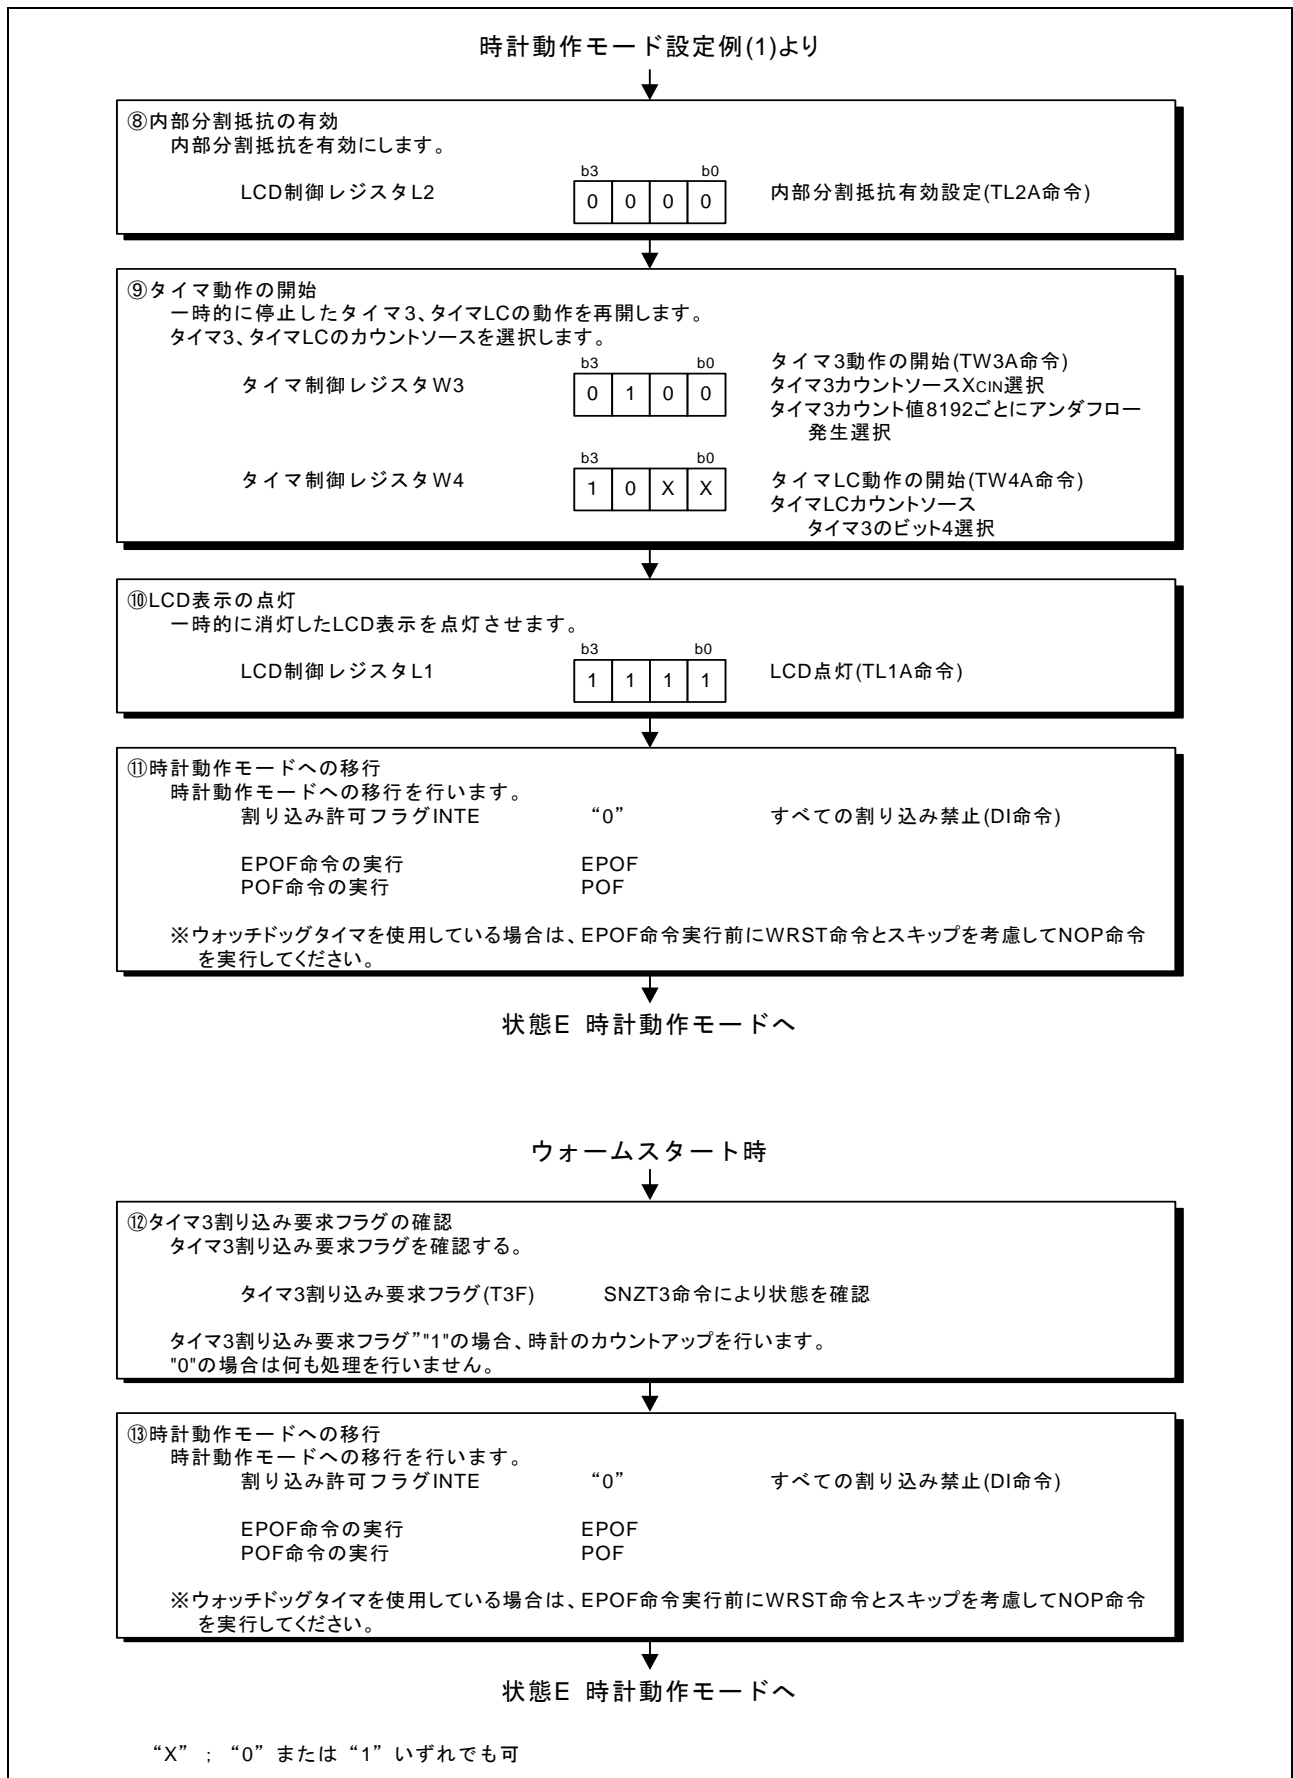 時計動作モード設定例(1)より
⑧内部分割抵抗の有効
内部分割抵抗を有効にします。
b3 b0
LCD制御レジスタL2 0 0 0 0 内部分割抵抗有効設定(TL2A命令)
⑨タイマ動作の開始
一時的に停止したタイマ3、タイマLCの動作を再開します。
タイマ3、タイマLCのカウントソースを選択します。
b3 b0 タイマ3動作の開始(TW3A命令)
タイマ制御レジスタW3 0 1 0 0 タイマ3カウントソースXCIN選択
タイマ3カウント値8192ごとにアンダフロー
発生選択
b3 b0
タイマ制御レジスタW4 1 0 X X タイマLC動作の開始(TW4A命令)
タイマLCカウントソース
タイマ3のビット4選択
⑩LCD表示の点灯
一時的に消灯したLCD表示を点灯させます。
b3 b0
LCD制御レジスタL1 1 1 1 1 LCD点灯(TL1A命令)
⑪時計動作モードへの移行
時計動作モードへの移行を行います。
割り込み許可フラグINTE “0” すべての割り込み禁止(DI命令)
EPOF命令の実行 EPOF
POF命令の実行 POF
※ウォッチドッグタイマを使用している場合は、EPOF命令実行前にWRST命令とスキップを考慮してNOP命令
を実行してください。
状態E 時計動作モードへ
ウォームスタート時
⑫タイマ3割り込み要求フラグの確認
タイマ3割り込み要求フラグを確認する。
タイマ3割り込み要求フラグ(T3F) SNZT3命令により状態を確認
タイマ3割り込み要求フラグ”"1"の場合、時計のカウントアップを行います。
"0"の場合は何も処理を行いません。
⑬時計動作モードへの移行
時計動作モードへの移行を行います。
割り込み許可フラグINTE “0” すべての割り込み禁止(DI命令)
EPOF命令の実行 EPOF
POF命令の実行 POF
※ウォッチドッグタイマを使用している場合は、EPOF命令実行前にWRST命令とスキップを考慮してNOP命令
を実行してください。
状態E 時計動作モードへ
“X” ; “0” または “1” いずれでも可